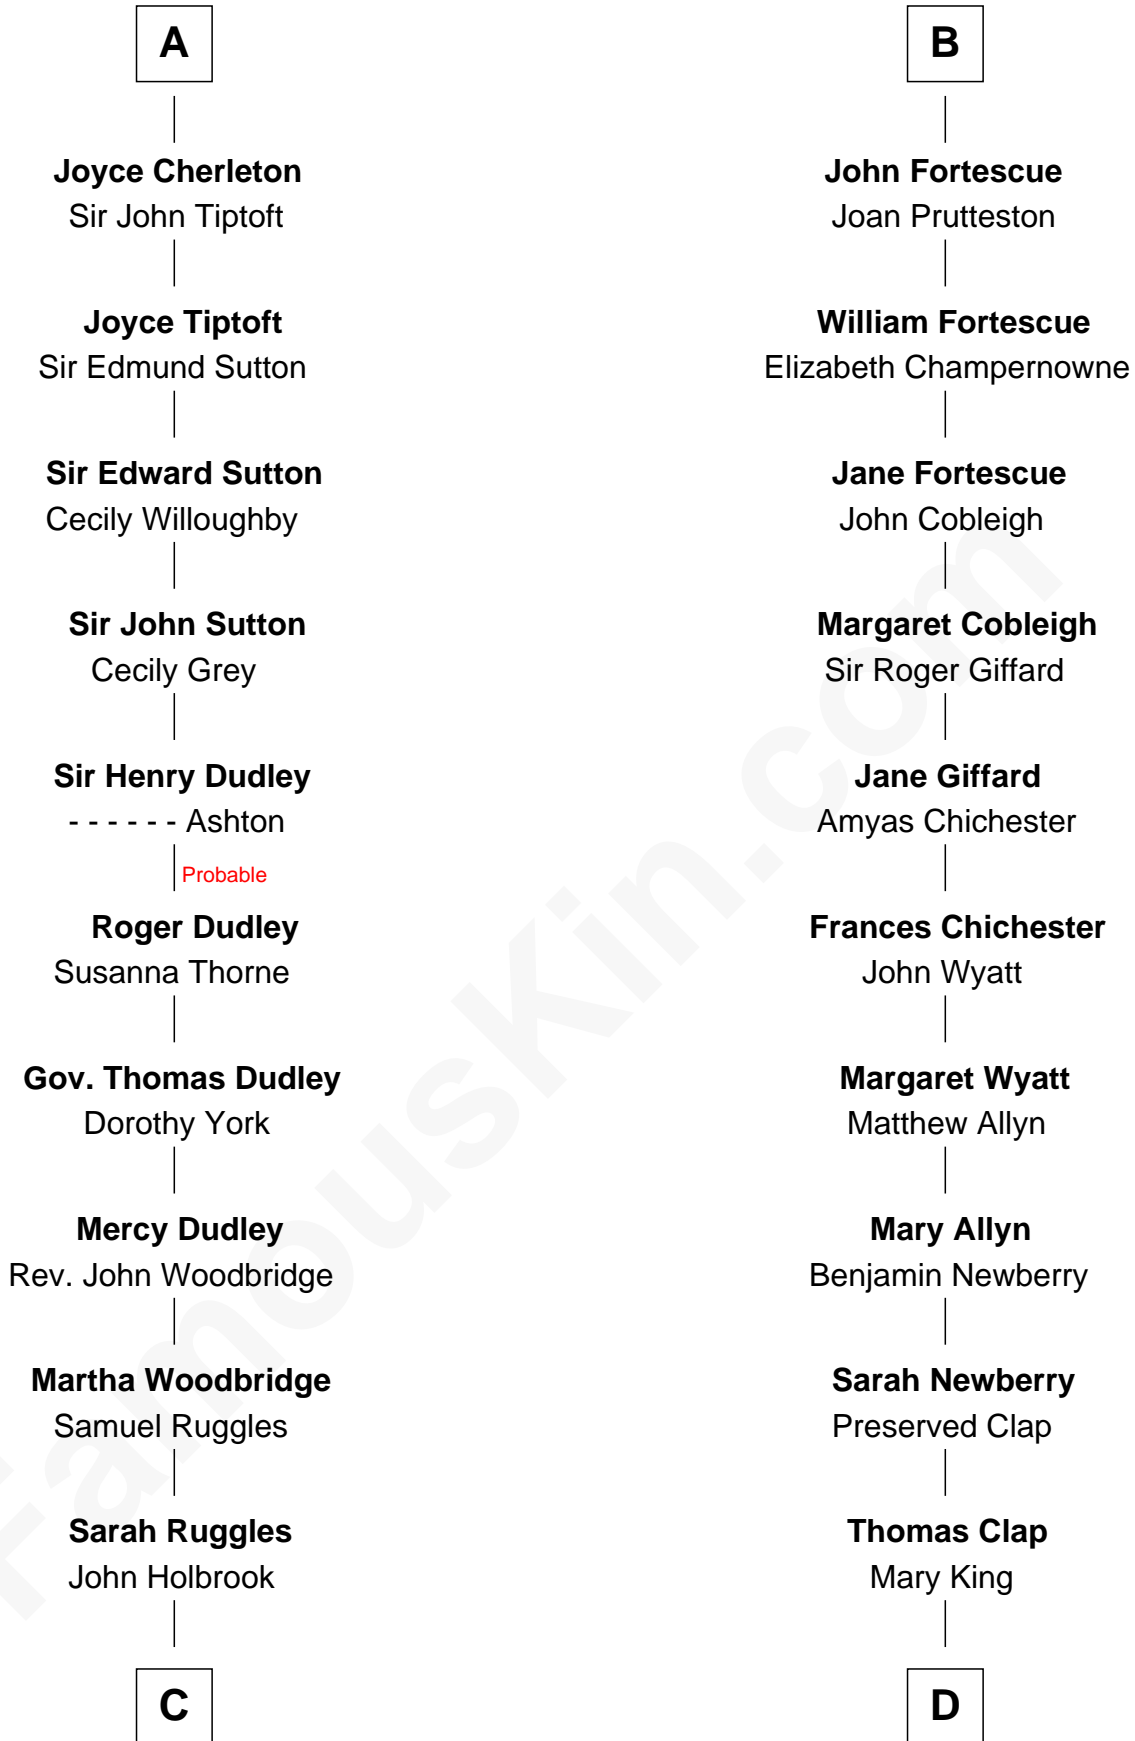 A
Joyce Cherleton
Sir John Tiptoft
Joyce Tiptoft
Sir Edmund Sutton
Sir Edward Sutton
Cecily Willoughby
Sir John Sutton
Cecily Grey
Sir Henry Dudley
- - - - - - Ashton
Probable
Roger Dudley
Susanna Thorne
Gov. Thomas Dudley
Dorothy York
Mercy Dudley
Rev. John Woodbridge
Martha Woodbridge
Samuel Ruggles
Sarah Ruggles
John Holbrook
C
B
John Fortescue
Joan Prutteston
William Fortescue
Elizabeth Champernowne
Jane Fortescue
John Cobleigh
Margaret Cobleigh
Sir Roger Giffard
Jane Giffard
Amyas Chichester
Frances Chichester
John Wyatt
Margaret Wyatt
Matthew Allyn
Mary Allyn
Benjamin Newberry
Sarah Newberry
Preserved Clap
Thomas Clap
Mary King
D
FamousKin.com